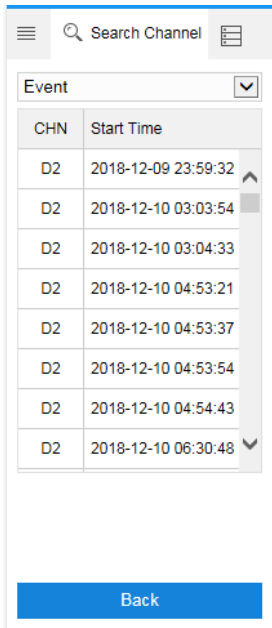 Search Channel
Event
CHN Start Time
D2 2018-12-09 23:59:32
D2 2018-12-10 03:03:54
D2 2018-12-10 03:04:33
D2 2018-12-10 04:53:21
D2 2018-12-10 04:53:37
D2 2018-12-10 04:53:54
D2 2018-12-10 04:54:43
D2 2018-12-10 06:30:48
Back